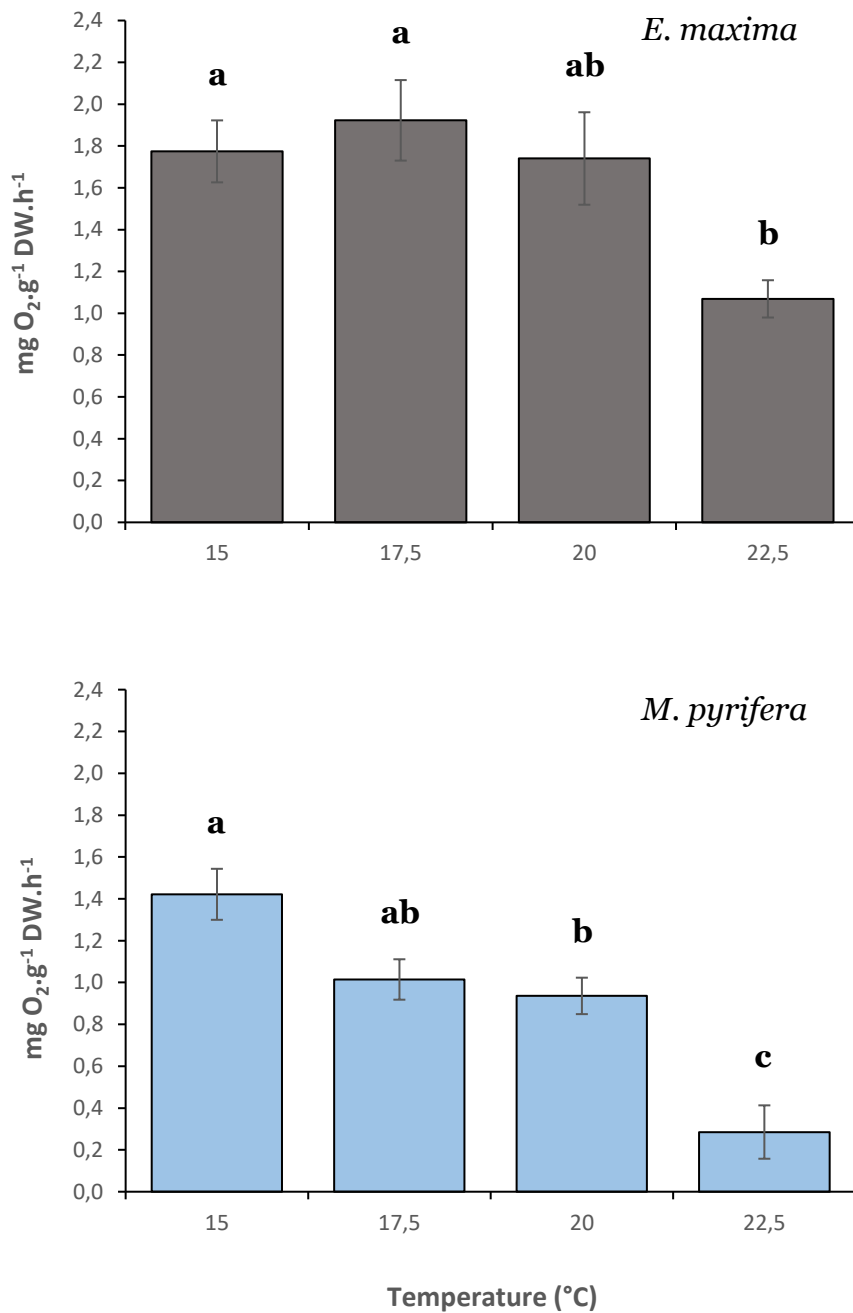 E. maxima
mg O₂.g⁻¹ DW.h⁻¹
2,4
2,2
2,0
1,8
1,6
1,4
1,2
1,0
0,8
0,6
0,4
0,2
0,0
a
a
ab
b
15 17,5 20 22,5
M. pyrifera
mg O₂.g⁻¹ DW.h⁻¹
2,4
2,2
2,0
1,8
1,6
1,4
1,2
1,0
0,8
0,6
0,4
0,2
0,0
a
ab
b
c
15 17,5 20 22,5
Temperature (°C)